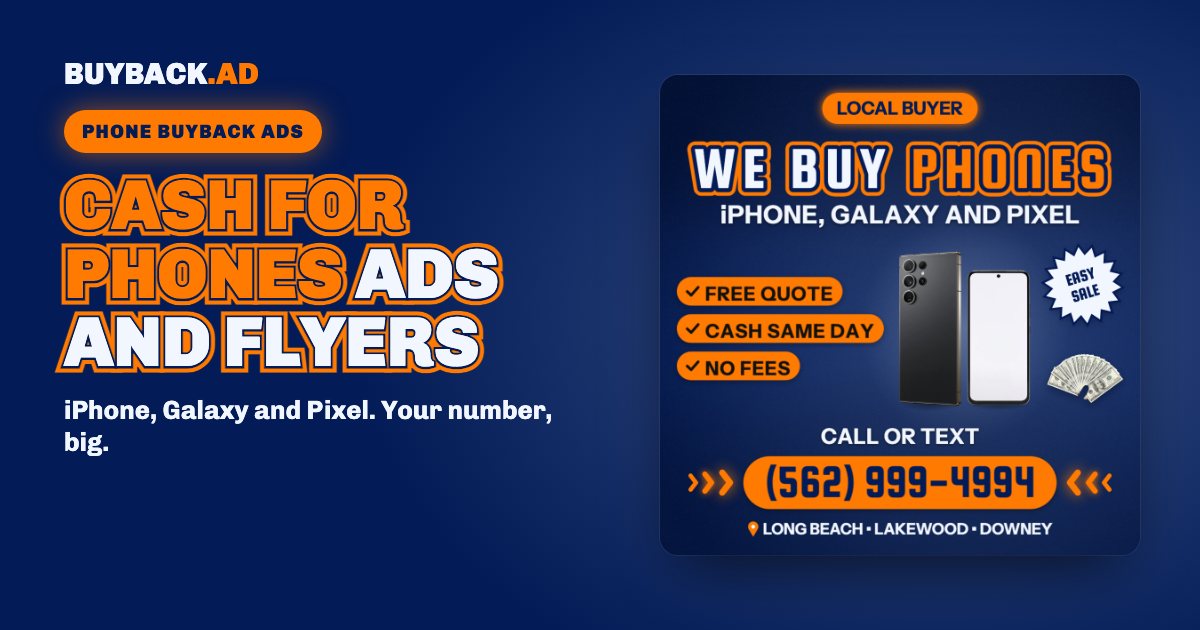 BUYBACK.AD
PHONE BUYBACK ADS
CASH FOR
PHONES ADS
AND FLYERS
iPhone, Galaxy and Pixel. Your number,
big.
LOCAL BUYER
WE BUY PHONES
iPHONE, GALAXY AND PIXEL
FREE QUOTE
CASH SAME DAY
NO FEES
EASY
SALE
CALL OR TEXT
(562) 999-4994
LONG BEACH · LAKEWOOD · DOWNEY